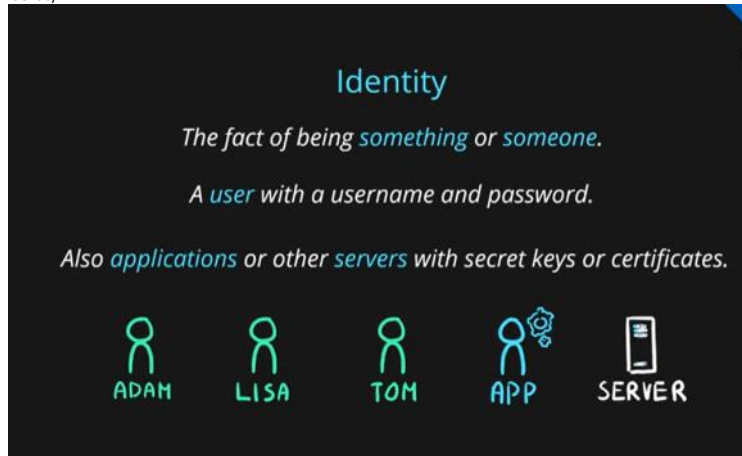 Identity
The fact of being something or someone.
A user with a username and password.
Also applications or other servers with secret keys or certificates.
ADAM LISA TOM APP SERVER